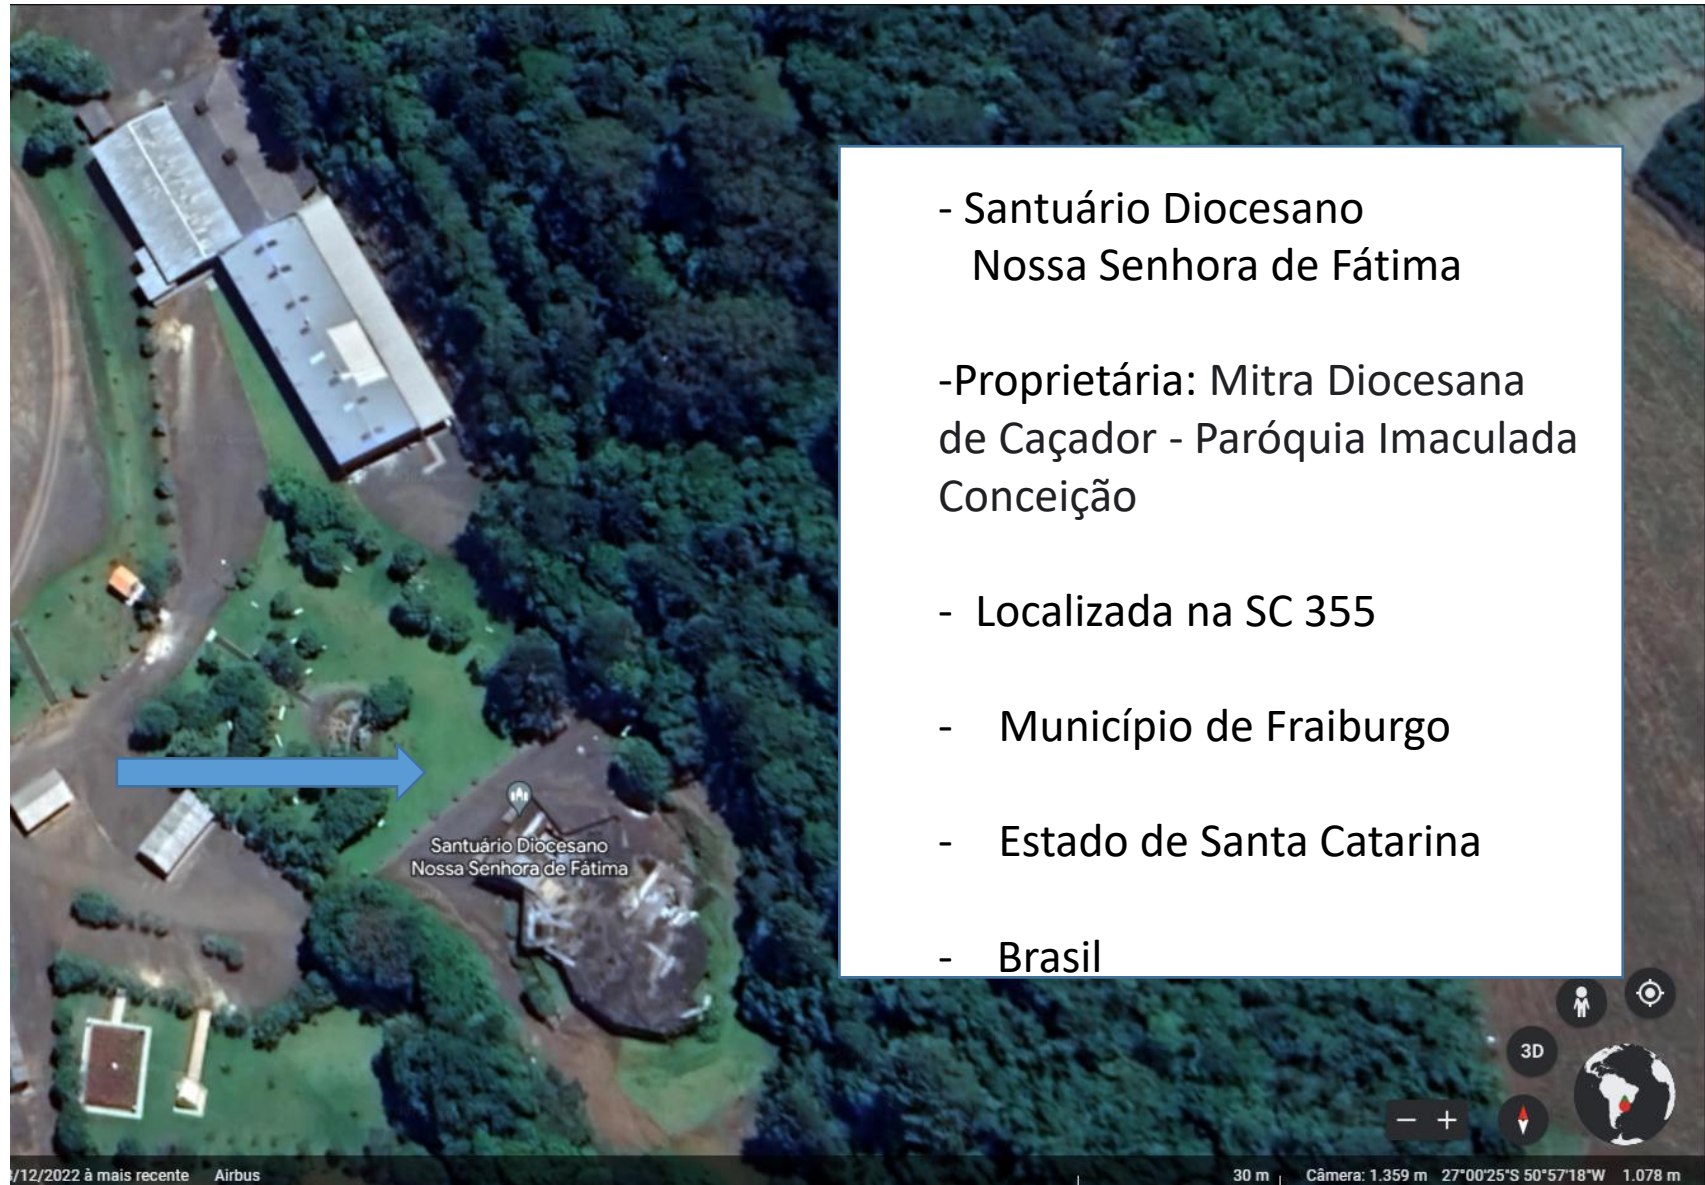 - Santuário Diocesano
Nossa Senhora de Fátima
-Proprietária: Mitra Diocesana
de Caçador - Paróquia Imaculada
Conceição
- Localizada na SC 355
- Município de Fraiburgo
- Estado de Santa Catarina
- Brasil
Santuário Diocesano
Nossa Senhora de Fátima
3D
/12/2022 à mais recente Airbus
30 m Câmera: 1.359 m 27°00'25"S 50°57'18"W 1.078 m